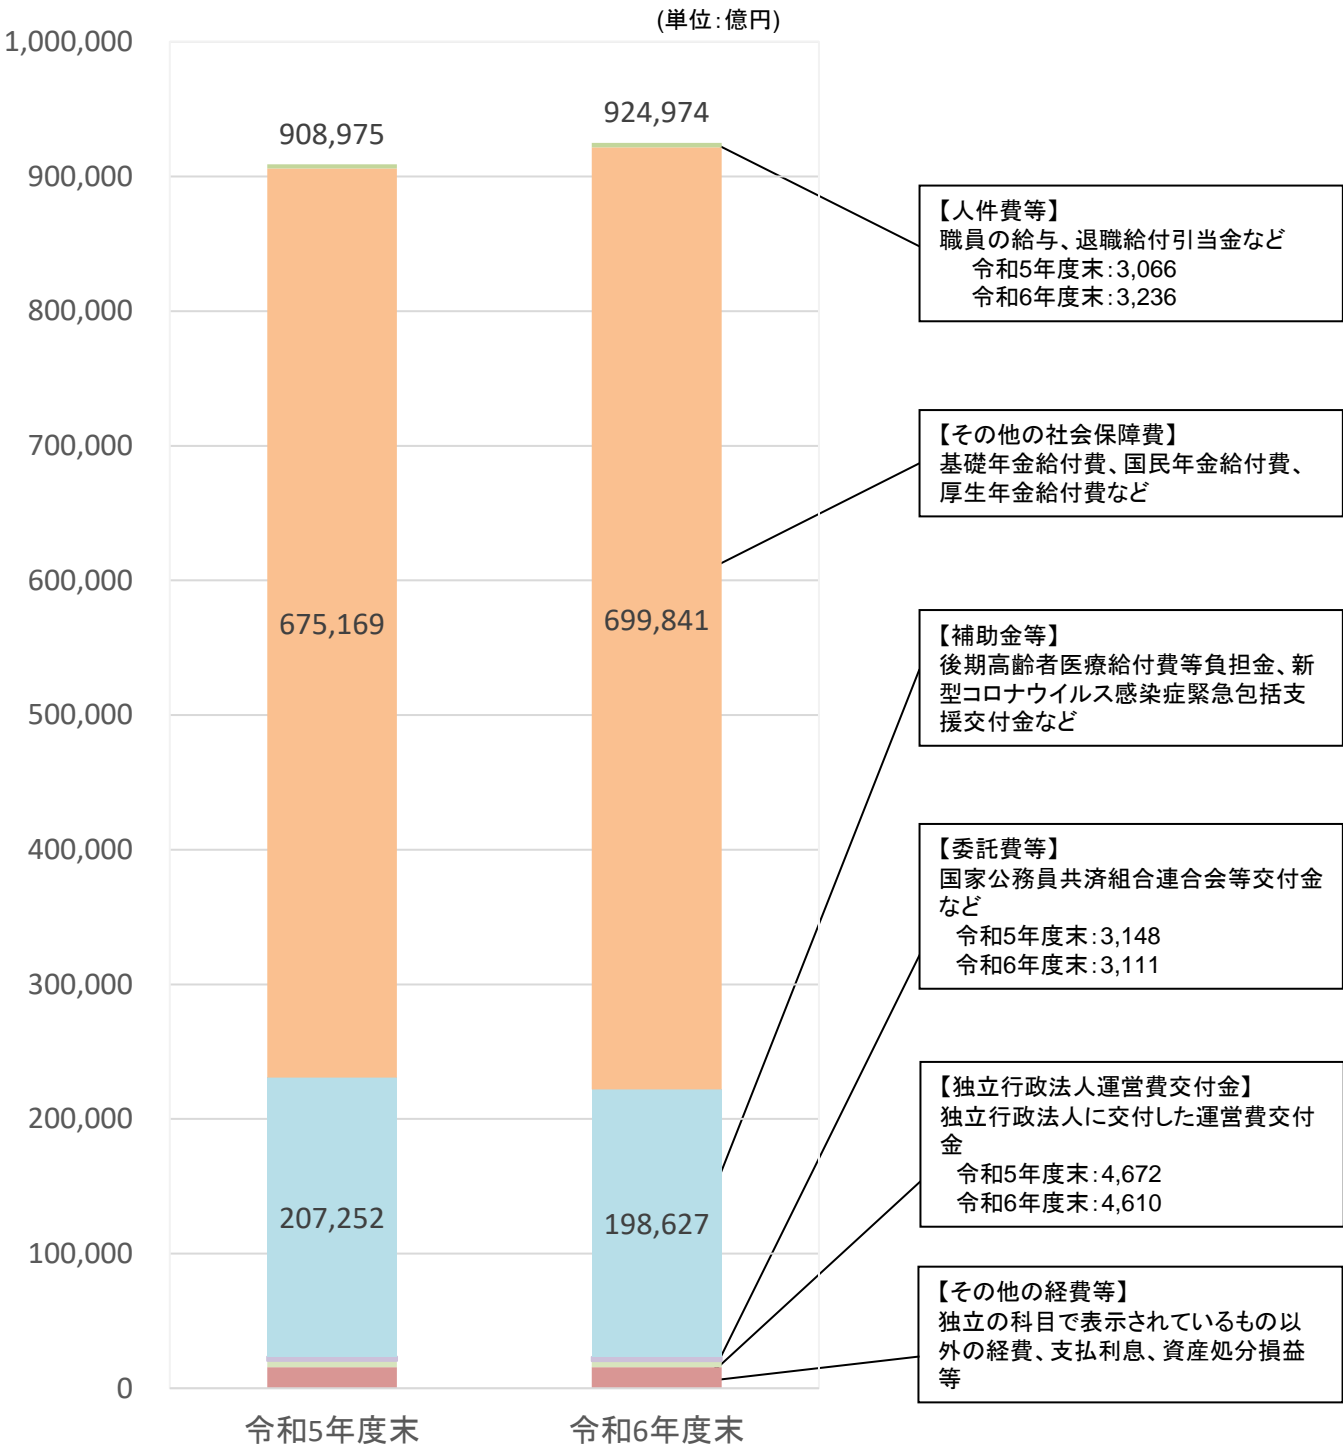 (単位：億円)
1,000,000
900,000
800,000
700,000
600,000
500,000
400,000
300,000
200,000
100,000
0
908,975
924,974
675,169
699,841
207,252
198,627
令和5年度末
令和6年度末
【人件費等】
職員の給与、退職給付引当金など
令和5年度末：3,066
令和6年度末：3,236
【その他の社会保障費】
基礎年金給付費、国民年金給付費、
厚生年金給付費など
【補助金等】
後期高齢者医療給付費等負担金、新
型コロナウイルス感染症緊急包括支
援交付金など
【委託費等】
国家公務員共済組合連合会等交付金
など
令和5年度末：3,148
令和6年度末：3,111
【独立行政法人運営費交付金】
独立行政法人に交付した運営費交付
金
令和5年度末：4,672
令和6年度末：4,610
【その他の経費等】
独立の科目で表示されているもの以
外の経費、支払利息、資産処分損益
等